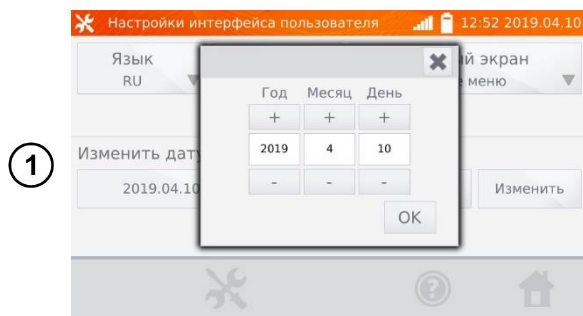 Настройки интерфейса пользователя 12:52 2019.04.10
Язык
RU
й экран
меню
Год Месяц День
+ + +
2019 4 10
- - -
OK
Изменить дат
2019.04.10
Изменить
1